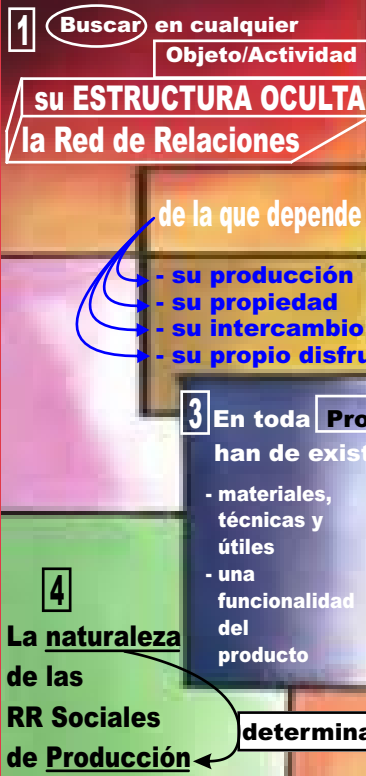 1 Buscar en cualquier
Objeto/Actividad
su ESTRUCTURA OCULTA
la Red de Relaciones
de la que depende
- su producción
- su propiedad
- su intercambio
- su propio
3 En toda
han de
- materiales,
técnicas y
útiles
- una
funcionalidad
del
producto
4
La naturaleza
de las
RR Sociales
de Producción
determina